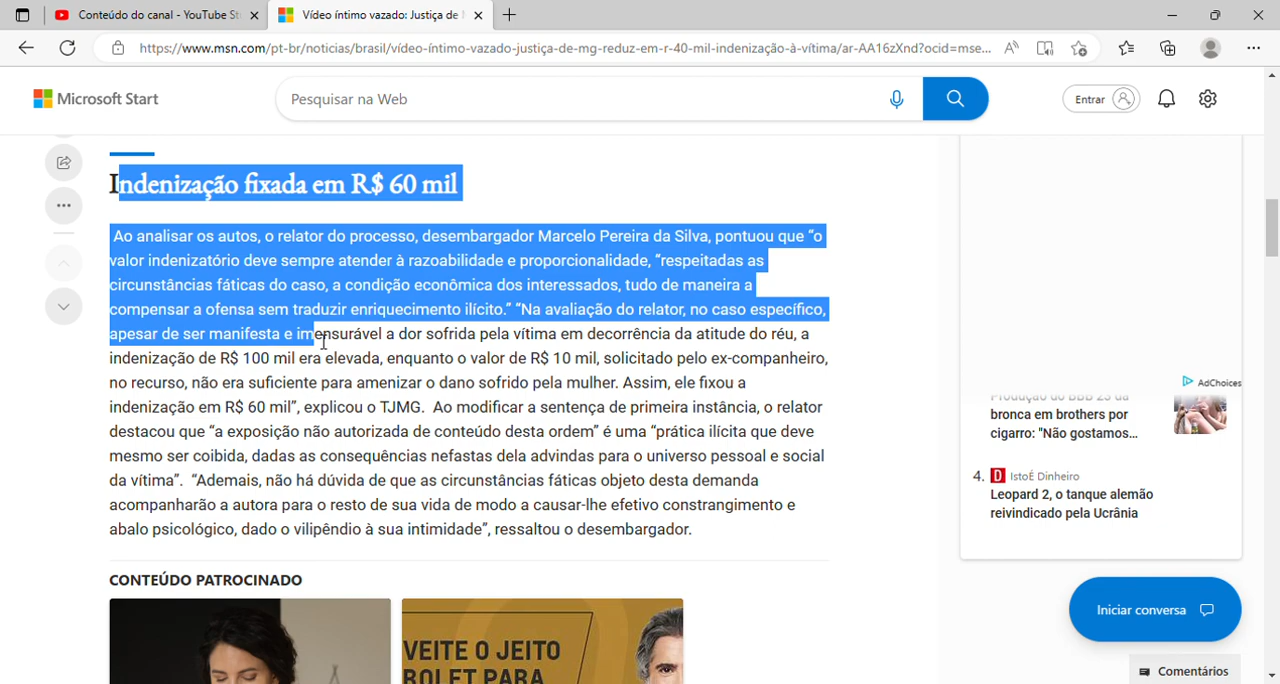 Conteúdo do canal - YouTube St
Vídeo íntimo vazado: Justiça de
https://www.msn.com/pt-br/noticias/brasil/vídeo-íntimo-vazado-justiça-de-mg-reduz-em-r-40-mil-indenização-à-vítima/ar-AA16zXnd?ocid=mse...
Microsoft Start
Pesquisar na Web
Entrar
Indenização fixada em R$ 60 mil
Ao analisar os autos, o relator do processo, desembargador Marcelo Pereira da Silva, pontuou que “o
valor indenizatório deve sempre atender à razoabilidade e proporcionalidade, “respeitadas as
circunstâncias fáticas do caso, a condição econômica dos interessados, tudo de maneira a
compensar a ofensa sem traduzir enriquecimento ilícito.” “Na avaliação do relator, no caso específico,
apesar de ser manifesta e imensurável a dor sofrida pela vítima em decorrência da atitude do réu, a
indenização de R$ 100 mil era elevada, enquanto o valor de R$ 10 mil, solicitado pelo ex-companheiro,
no recurso, não era suficiente para amenizar o dano sofrido pela mulher. Assim, ele fixou a
indenização em R$ 60 mil”, explicou o TJMG. Ao modificar a sentença de primeira instância, o relator
destacou que “a exposição não autorizada de conteúdo desta ordem” é uma “prática ilícita que deve
mesmo ser coibida, dadas as consequências nefastas dela advindas para o universo pessoal e social
da vítima”. “Ademais, não há dúvida de que as circunstâncias fáticas objeto desta demanda
acompanharão a autora para o resto de sua vida de modo a causar-lhe efetivo constrangimento e
abalo psicológico, dado o vilipêndio à sua intimidade”, ressaltou o desembargador.
CONTEÚDO PATROCINADO
VEITE O JEITO
BOLET PARA
AdChoices
Produção do BBB 23 dá
bronca em brothers por
cigarro: "Não gostamos...
4. D IstoÉ Dinheiro
Leopard 2, o tanque alemão
reivindicado pela Ucrânia
Iniciar conversa
Comentários